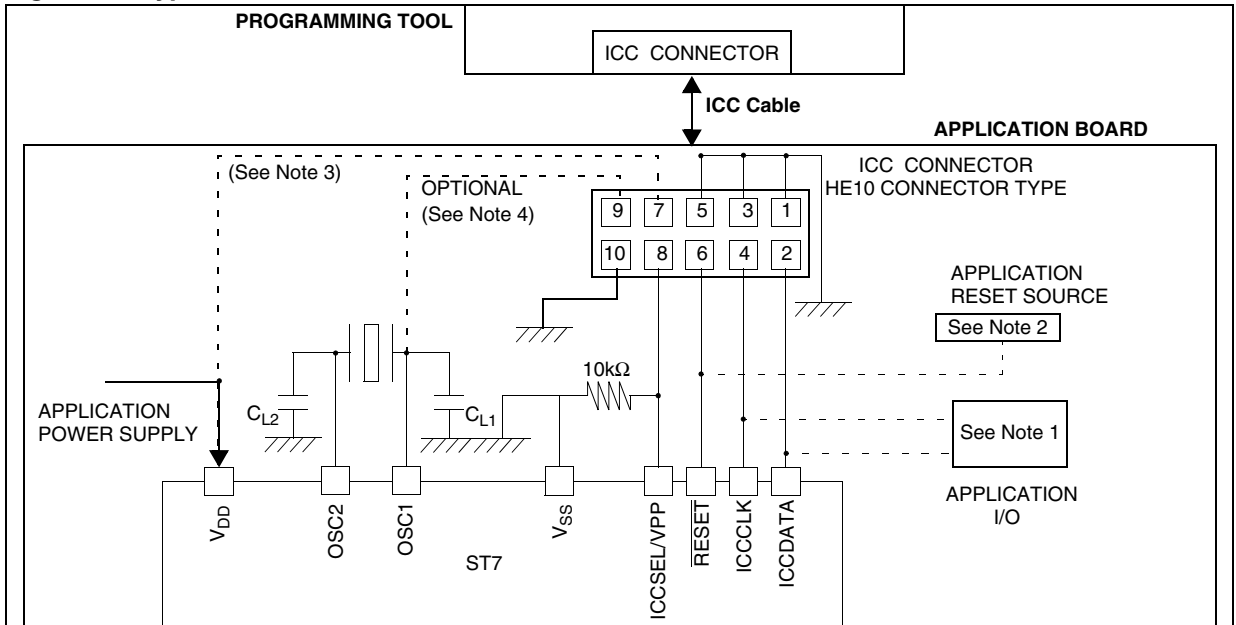 PROGRAMMING TOOL
ICC CONNECTOR
ICC Cable
APPLICATION BOARD
(See Note 3)
OPTIONAL
(See Note 4)
ICC CONNECTOR
HE10 CONNECTOR TYPE
9 7 5 3 1
10 8 6 4 2
APPLICATION
RESET SOURCE
See Note 2
10kΩ
APPLICATION
POWER SUPPLY
CL2
CL1
See Note 1
APPLICATION
I/O
VDD
OSC2
OSC1
VSS
ICCSEL/VPP
RESET
ICCCLK
ICCDATA
ST7